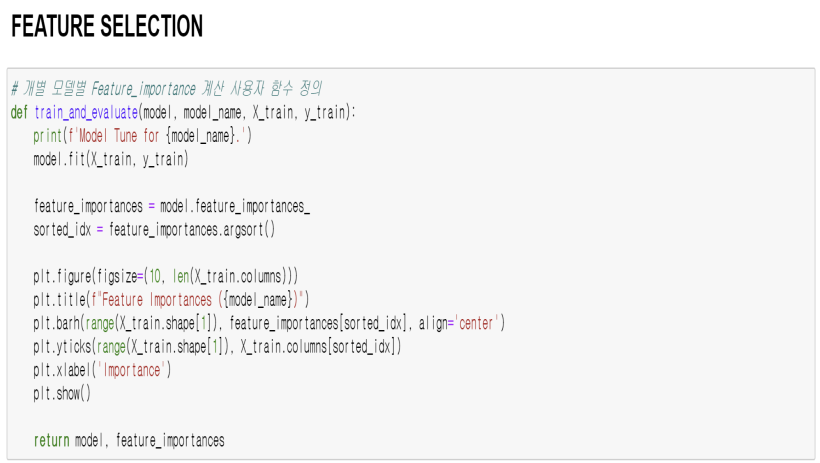 FEATURE SELECTION
# 개별 모델별 Feature_importance 계산 사용자 함수 정의
def train_and_evaluate(model, model_name, X_train, y_train):
print(f'Model Tune for {model_name}.')
model.fit(X_train, y_train)
feature_importances = model.feature_importances_
sorted_idx = feature_importances.argsort()
plt.figure(figsize=(10, len(X_train.columns)))
plt.title(f"Feature Importances ({model_name})")
plt.barh(range(X_train.shape[1]), feature_importances[sorted_idx], align='center')
plt.yticks(range(X_train.shape[1]), X_train.columns[sorted_idx])
plt.xlabel('Importance')
plt.show()
return model, feature_importances